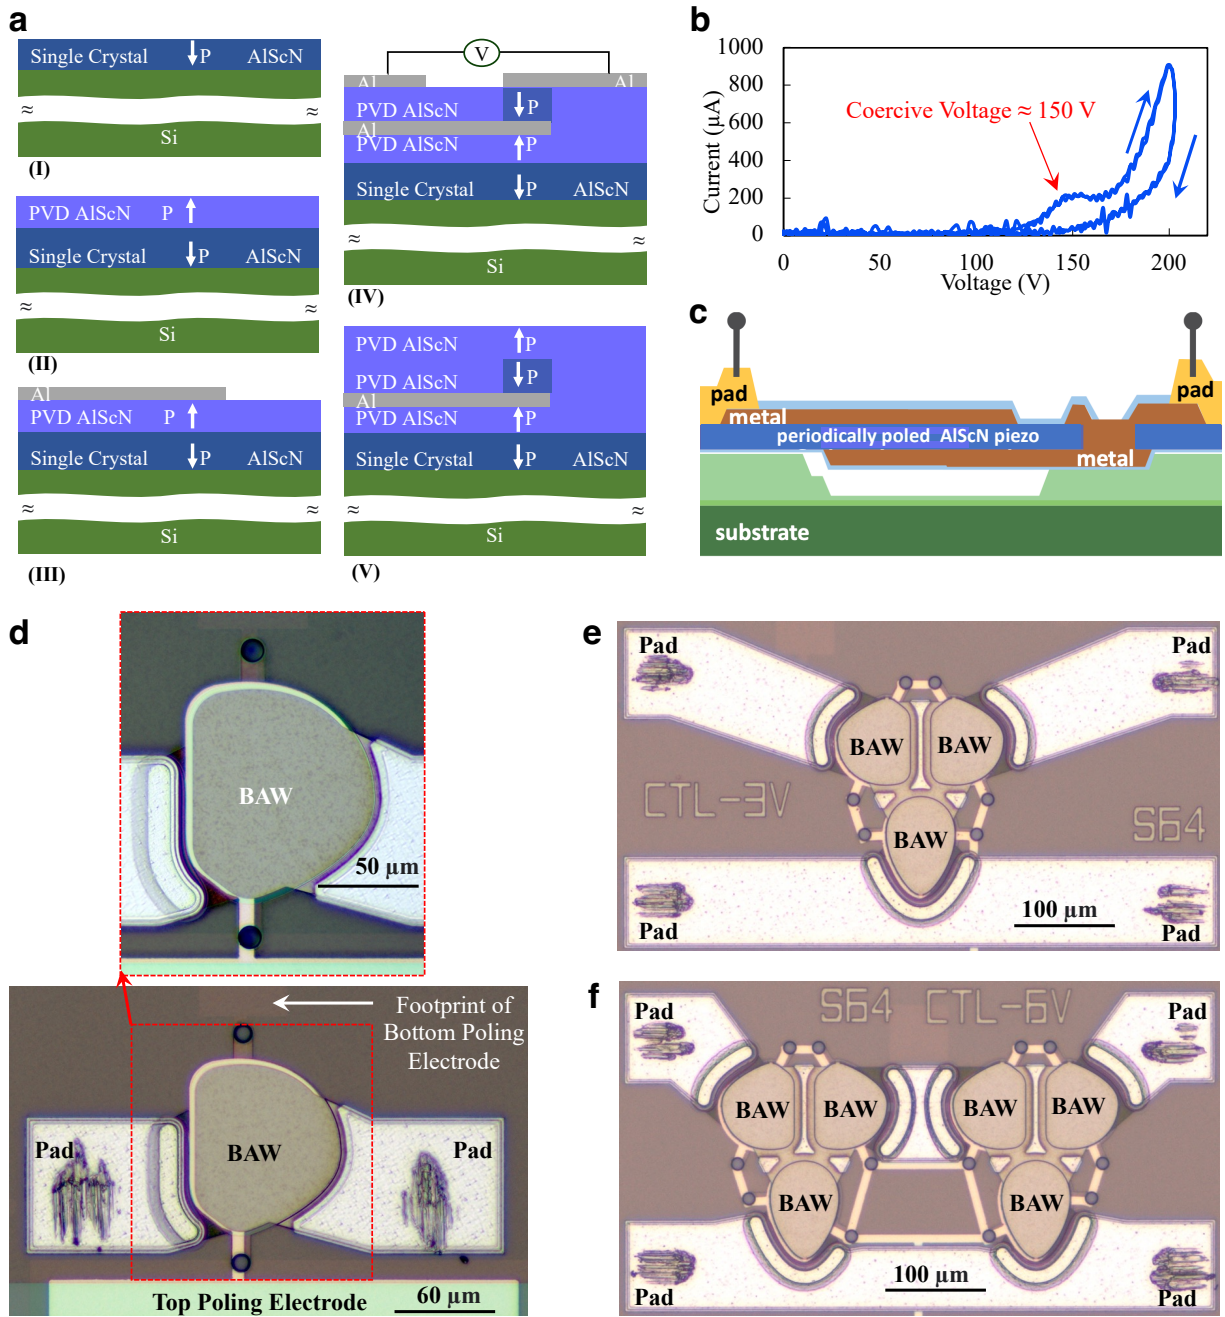 a
Single Crystal P AlScN
≈ ≈
Si
(I)
PVD AlScN P
Single Crystal P AlScN
≈ ≈
Si
(II)
Al
PVD AlScN P
Single Crystal P AlScN
≈ ≈
Si
(III)
V
Al Al
PVD AlScN P
Al
PVD AlScN P
Single Crystal P AlScN
≈ ≈
Si
(IV)
PVD AlScN P
PVD AlScN P
Al
PVD AlScN P
Single Crystal P AlScN
≈ ≈
Si
(V)
b
Current (µA)
1000
800
600
400
200
0
Coercive Voltage ≈ 150 V
0 50 100 150 200
Voltage (V)
c
pad pad
metal
periodically poled AlScN piezo
metal
substrate
d
BAW
50 µm
Footprint of
Bottom Poling
Electrode
Pad Pad
BAW
Top Poling Electrode 60 µm
e
Pad Pad
BAW BAW
CTL-3V S64
BAW
Pad Pad
100 µm
f
S64 CTL-6V
Pad Pad
BAW BAW BAW BAW
BAW BAW
100 µm
Pad Pad